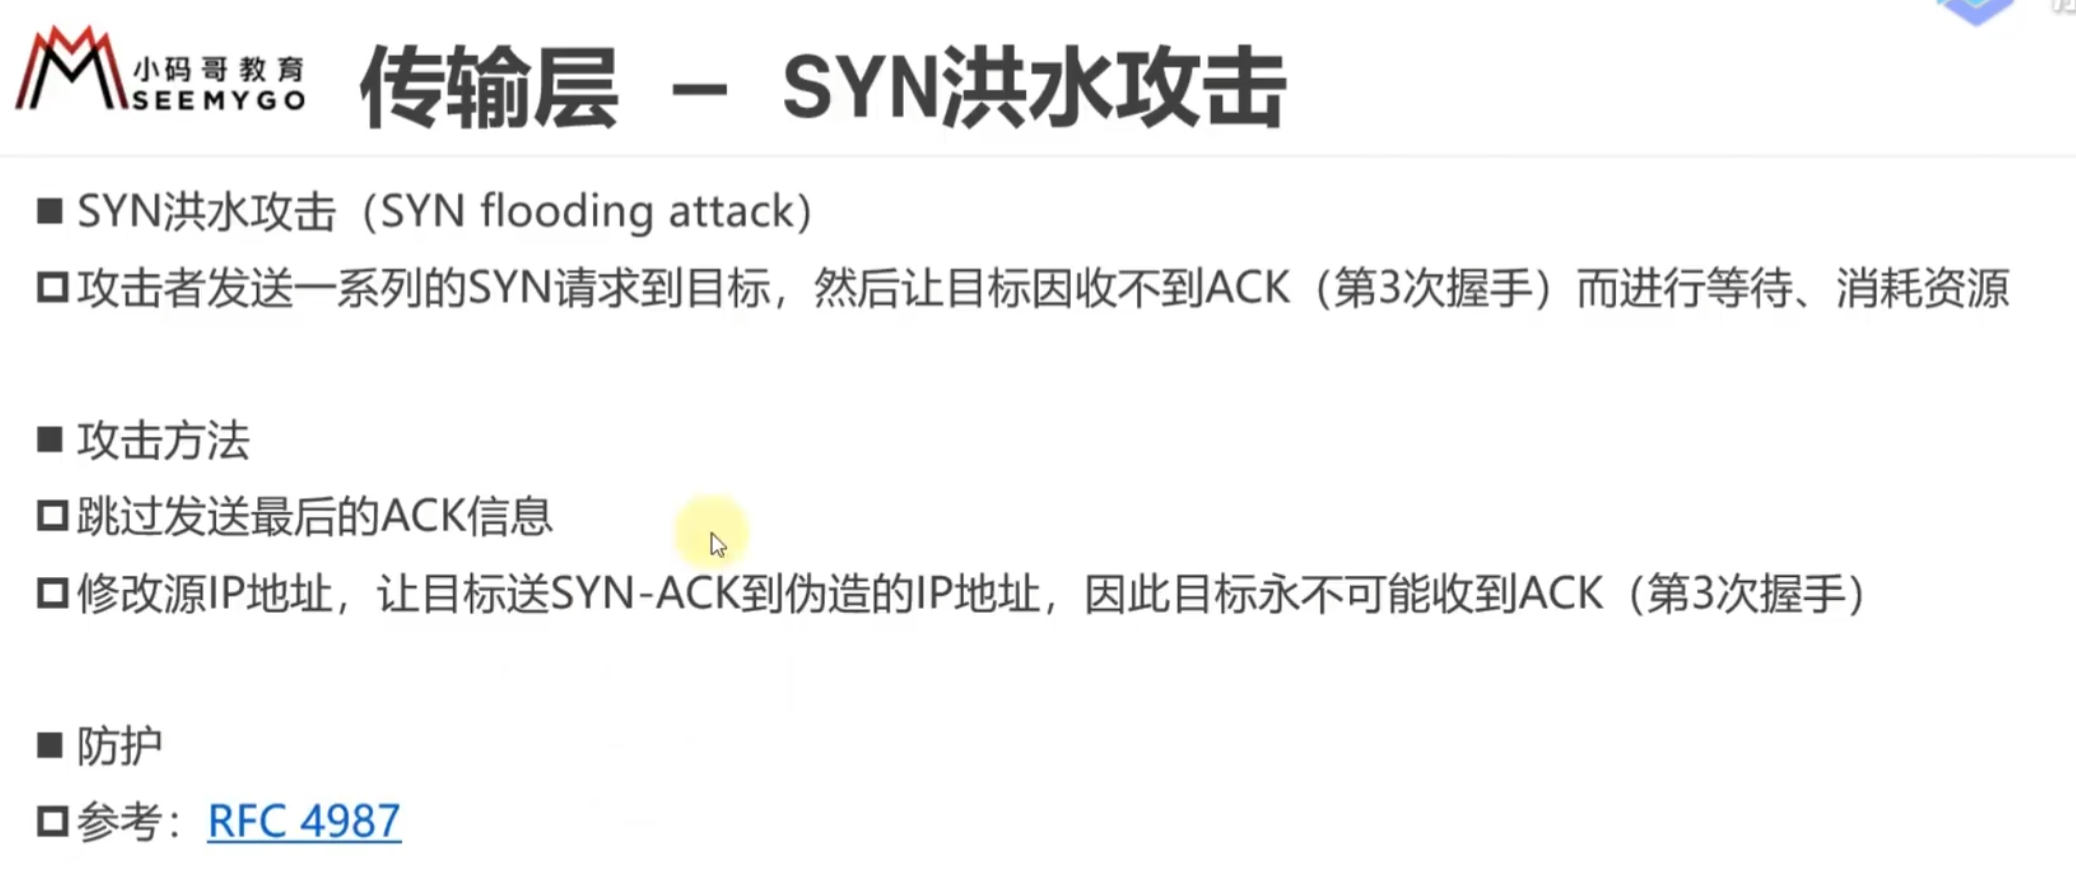 小码哥教育
SEEMYGO
传输层 – SYN洪水攻击
SYN洪水攻击（SYN flooding attack）
攻击者发送一系列的SYN请求到目标，然后让目标因收不到ACK（第3次握手）而进行等待、消耗资源
攻击方法
跳过发送最后的ACK信息
修改源IP地址，让目标送SYN-ACK到伪造的IP地址，因此目标永不可能收到ACK（第3次握手）
防护
参考：RFC 4987